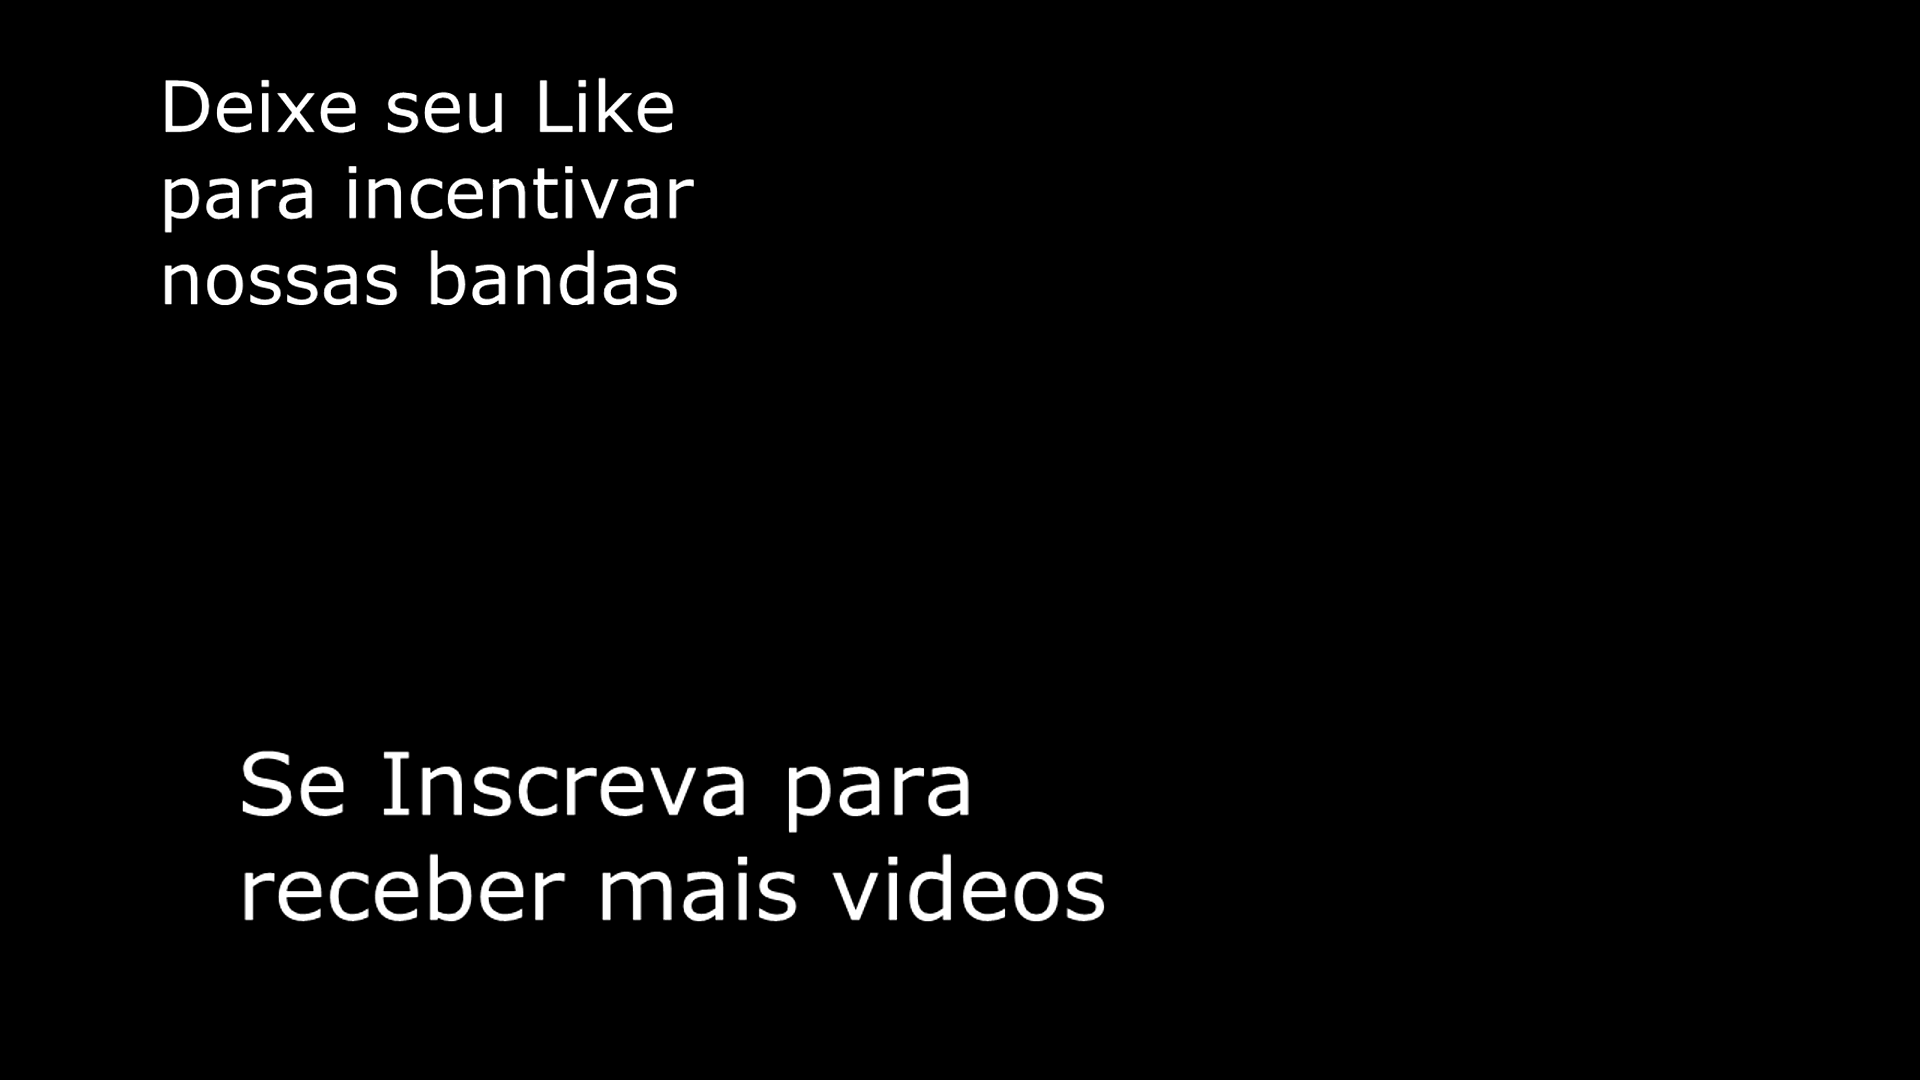 Deixe seu Like
para incentivar
nossas bandas
Se Inscreva para
receber mais videos